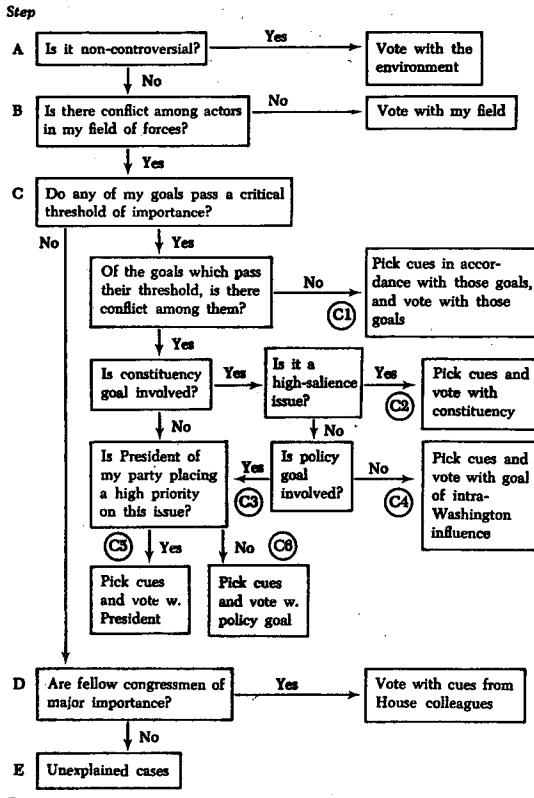 Step
A
Is it non-controversial?
Yes
Vote with the
environment
No
B
Is there conflict among actors
in my field of forces?
No
Vote with my field
Yes
C
Do any of my goals pass a critical
threshold of importance?
No
Yes
Of the goals which pass
their threshold, is there
conflict among them?
No
C1
Pick cues in accor-
dance with those goals,
and vote with those
goals
Yes
Is constituency
goal involved?
Yes
Is it a
high-salience
issue?
Yes
C2
Pick cues and
vote with
constituency
No
No
Is President of
my party placing
a high priority
on this issue?
Yes
C3
Is policy
goal
involved?
No
C4
Pick cues and
vote with goal
of intra-
Washington
influence
C5
Yes
No
C6
Pick cues
and vote w.
President
Pick cues
and vote w.
policy goal
D
Are fellow congressmen of
major importance?
Yes
Vote with cues from
House colleagues
No
E
Unexplained cases